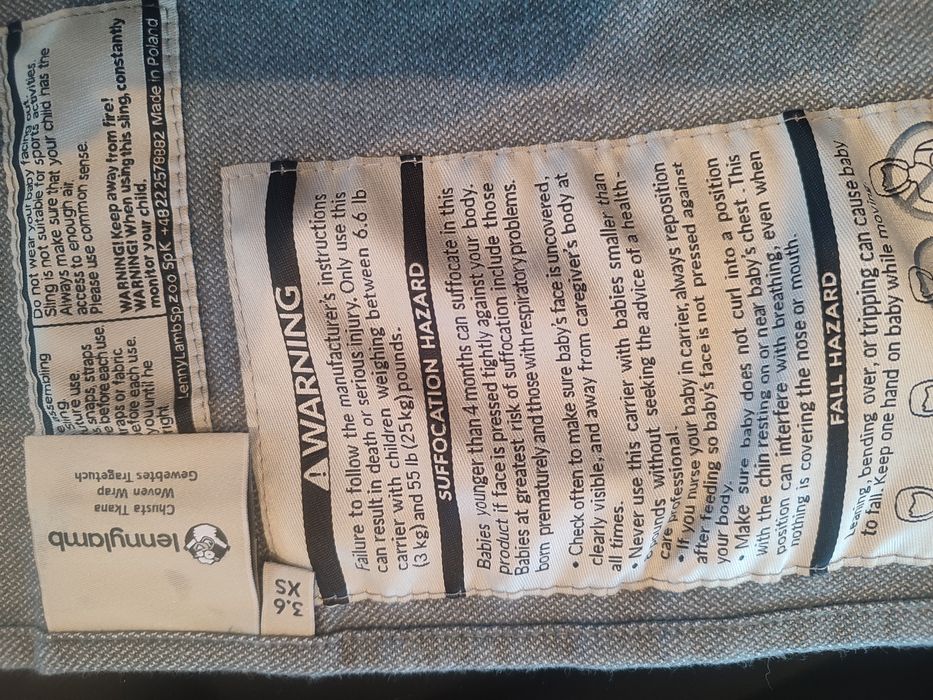 Do not wear your baby facing out.
Sling is not suitable for sports activities.
Always make sure that your child has the
access to enough air.
Please use common sense.
WARNING! Keep away from fire!
WARNING! When using this sling, constantly
monitor your child.
LennyLamb Sp. z o.o. Sp.K +48222578882 Made in Poland
ssembling
cture use.
snaps, straps
before each use.
raps or fabric
efore each use.
you until he
lennylamb
Chusta Tkana
Woven Wrap
Gewebtes Tragetuch
3.6
XS
WARNING
Failure to follow the manufacturer's instructions
can result in death or serious injury. Only use this
carrier with children weighing between 6.6 lb
(3 kg) and 55 lb (25 kg) pounds.
SUFFOCATION HAZARD
Babies younger than 4 months can suffocate in this
product if face is pressed tightly against your body.
Babies at greatest risk of suffocation include those
born prematurely and those with respiratory problems.
• Check often to make sure baby's face is uncovered,
clearly visible, and away from caregiver's body at
all times.
• Never use this carrier with babies smaller than
pounds without seeking the advice of a health -
care professional.
• If you nurse your baby in carrier, always reposition
after feeding so baby's face is not pressed against
your body.
• Make sure baby does not curl into a position
with the chin resting on or near baby's chest. This
position can interfere with breathing, even when
nothing is covering the nose or mouth.
FALL HAZARD
Leaning, bending over, or tripping can cause baby
to fall. Keep one hand on baby while moving.